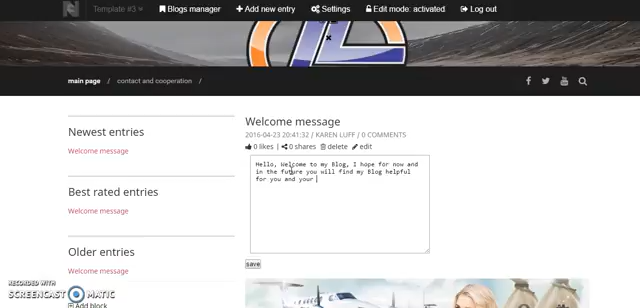 Template #3
Blogs manager
Add new entry
Settings
Edit mode: activated
Log out
main page / contact and cooperation /
Newest entries
Welcome message
Best rated entries
Welcome message
Older entries
Welcome message
Add block
Welcome message
2016-04-23 20:41:32 / KAREN LUFF / 0 COMMENTS
0 likes | 0 shares delete edit
Hello, Welcome to my Blog, I hope for now and
in the future you will find my Blog helpful
for you and your
save
RECORDED WITH
SCREENCAST MATIC